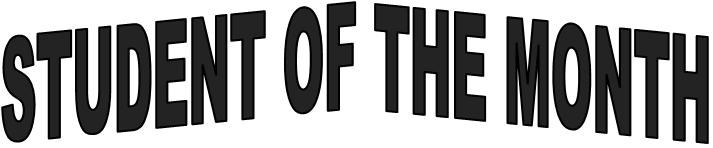 STUDENT OF THE MONTH